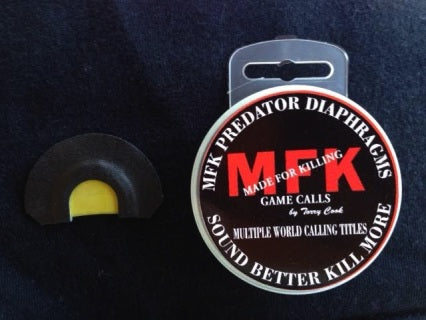 MFK PREDATOR DIAPHRAGMS
MFK
MADE FOR KILLING
GAME CALLS
by Torry Cook
MULTIPLE WORLD CALLING TITLES
SOUND BETTER KILL MORE